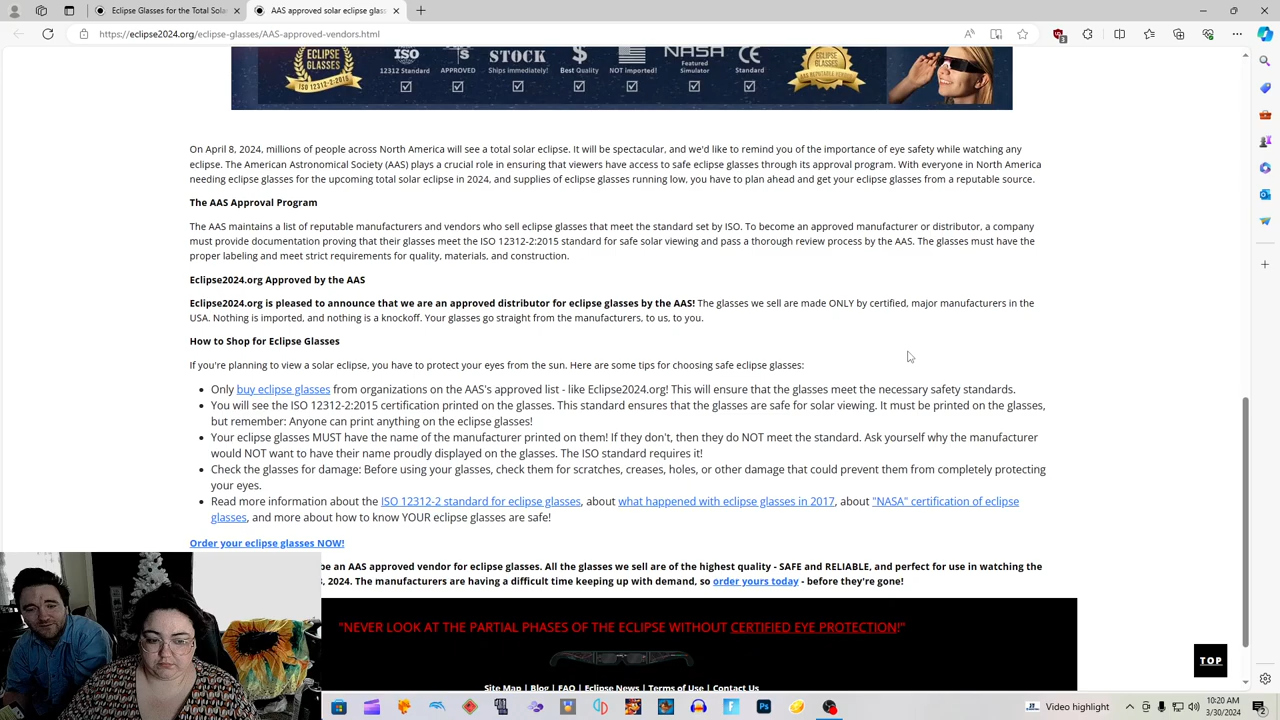 Eclipse Glasses for the Total Sol
AAS Approved solar eclipse glas
https://eclipse2024.org/eclipse-glasses/AAS-approved-vendors.html
ECLIPSE GLASSES ISO 12312-2:2015
ISO 12312 Standard
APPROVED
STOCK Ships immediately!
$ Best Quality
NOT Imported!
NASA Featured Simulator
CE Standard
On April 8, 2024, millions of people across North America will see a total solar eclipse. It will be spectacular, and we'd like to remind you of the importance of eye safety while watching any
eclipse. The American Astronomical Society (AAS) plays a crucial role in ensuring that viewers have access to safe eclipse glasses through its approval program. With everyone in North America
needing eclipse glasses for the upcoming total solar eclipse in 2024, and supplies of eclipse glasses running low, you have to plan ahead and get your eclipse glasses from a reputable source.
The AAS Approval Program
The AAS maintains a list of reputable manufacturers and vendors who sell eclipse glasses that meet the standard set by ISO. To become an approved manufacturer or distributor, a company
must provide documentation proving that their glasses meet the ISO 12312-2:2015 standard for safe solar viewing and pass a thorough review process by the AAS. The glasses must have the
proper labeling and meet strict requirements for quality, materials, and construction.
Eclipse2024.org Approved by the AAS
Eclipse2024.org is pleased to announce that we are an approved distributor for eclipse glasses by the AAS! The glasses we sell are made ONLY by certified, major manufacturers in the
USA. Nothing is imported, and nothing is a knockoff. Your glasses go straight from the manufacturers, to us, to you.
How to Shop for Eclipse Glasses
If you're planning to view a solar eclipse, you have to protect your eyes from the sun. Here are some tips for choosing safe eclipse glasses:
• Only buy eclipse glasses from organizations on the AAS's approved list - like Eclipse2024.org! This will ensure that the glasses meet the necessary safety standards.
• You will see the ISO 12312-2:2015 certification printed on the glasses. This standard ensures that the glasses are safe for solar viewing. It must be printed on the glasses,
but remember: Anyone can print anything on the eclipse glasses!
• Your eclipse glasses MUST have the name of the manufacturer printed on them! If they don't, then they do NOT meet the standard. Ask yourself why the manufacturer
would NOT want to have their name proudly displayed on the glasses. The ISO standard requires it!
• Check the glasses for damage: Before using your glasses, check them for scratches, creases, holes, or other damage that could prevent them from completely protecting
your eyes.
• Read more information about the ISO 12312-2 standard for eclipse glasses, about what happened with eclipse glasses in 2017, about "NASA" certification of eclipse
glasses, and more about how to know YOUR eclipse glasses are safe!
Order your eclipse glasses NOW!
be an AAS approved vendor for eclipse glasses. All the glasses we sell are of the highest quality - SAFE and RELIABLE, and perfect for use in watching the
, 2024. The manufacturers are having a difficult time keeping up with demand, so order yours today - before they're gone!
"NEVER LOOK AT THE PARTIAL PHASES OF THE ECLIPSE WITHOUT CERTIFIED EYE PROTECTION!"
TOP
Site Map | Blog | FAQ | Eclipse News | Terms of Use | Contact Us
Game highlight
10:20 AM
3/30/2024